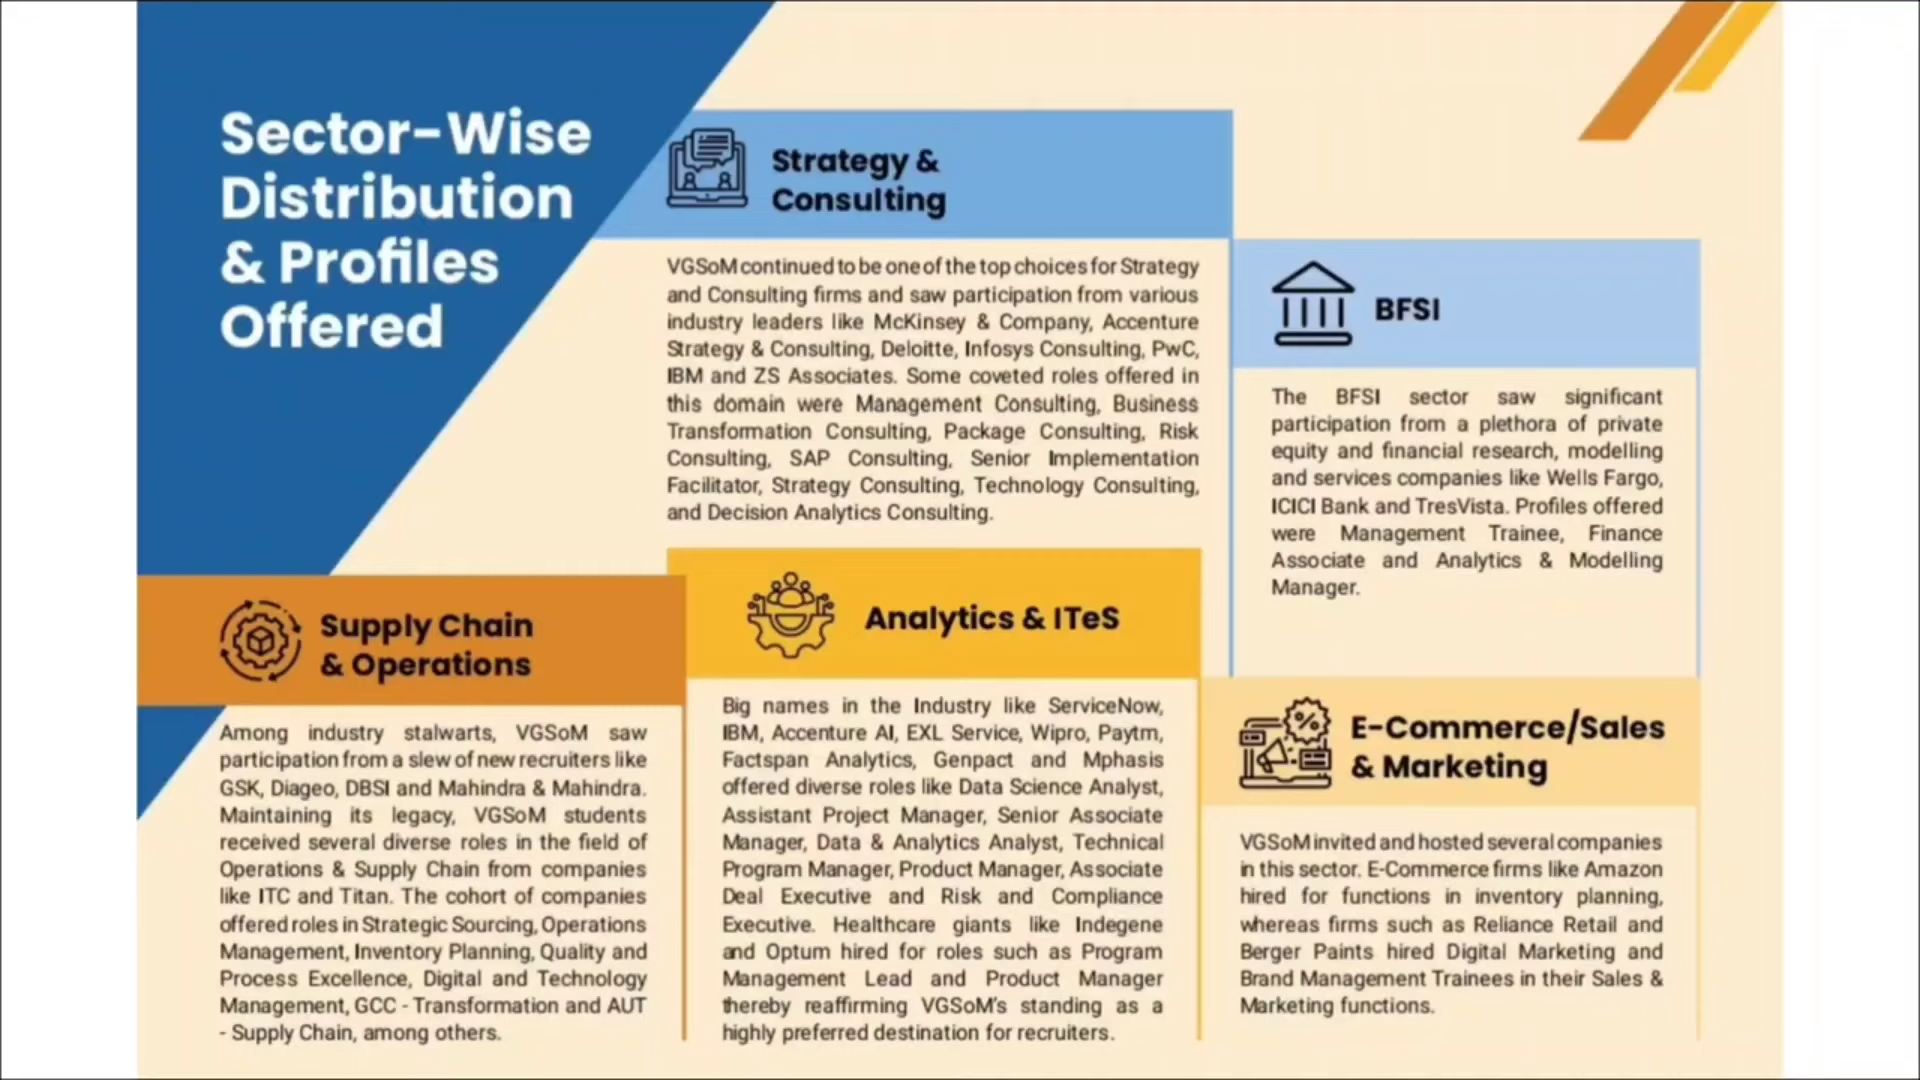 Sector-Wise
Distribution
& Profiles
Offered
Strategy &
Consulting
VGSoM continued to be one of the top choices for Strategy
and Consulting firms and saw participation from various
industry leaders like McKinsey & Company, Accenture
Strategy & Consulting, Deloitte, Infosys Consulting, PwC,
IBM and ZS Associates. Some coveted roles offered in
this domain were Management Consulting, Business
Transformation Consulting, Package Consulting, Risk
Consulting, SAP Consulting, Senior Implementation
Facilitator, Strategy Consulting, Technology Consulting,
and Decision Analytics Consulting.
BFSI
The BFSI sector saw significant
participation from a plethora of private
equity and financial research, modelling
and services companies like Wells Fargo,
ICICI Bank and TresVista. Profiles offered
were Management Trainee, Finance
Associate and Analytics & Modelling
Manager.
Supply Chain
& Operations
Among industry stalwarts, VGSoM saw
participation from a slew of new recruiters like
GSK, Diageo, DBSI and Mahindra & Mahindra.
Maintaining its legacy, VGSoM students
received several diverse roles in the field of
Operations & Supply Chain from companies
like ITC and Titan. The cohort of companies
offered roles in Strategic Sourcing, Operations
Management, Inventory Planning, Quality and
Process Excellence, Digital and Technology
Management, GCC - Transformation and AUT
- Supply Chain, among others.
Analytics & ITeS
Big names in the Industry like ServiceNow,
IBM, Accenture AI, EXL Service, Wipro, Paytm,
Factspan Analytics, Genpact and Mphasis
offered diverse roles like Data Science Analyst,
Assistant Project Manager, Senior Associate
Manager, Data & Analytics Analyst, Technical
Program Manager, Product Manager, Associate
Deal Executive and Risk and Compliance
Executive. Healthcare giants like Indegene
and Optum hired for roles such as Program
Management Lead and Product Manager
thereby reaffirming VGSoM's standing as a
highly preferred destination for recruiters.
E-Commerce/Sales
& Marketing
VGSoM invited and hosted several companies
in this sector. E-Commerce firms like Amazon
hired for functions in inventory planning,
whereas firms such as Reliance Retail and
Berger Paints hired Digital Marketing and
Brand Management Trainees in their Sales &
Marketing functions.